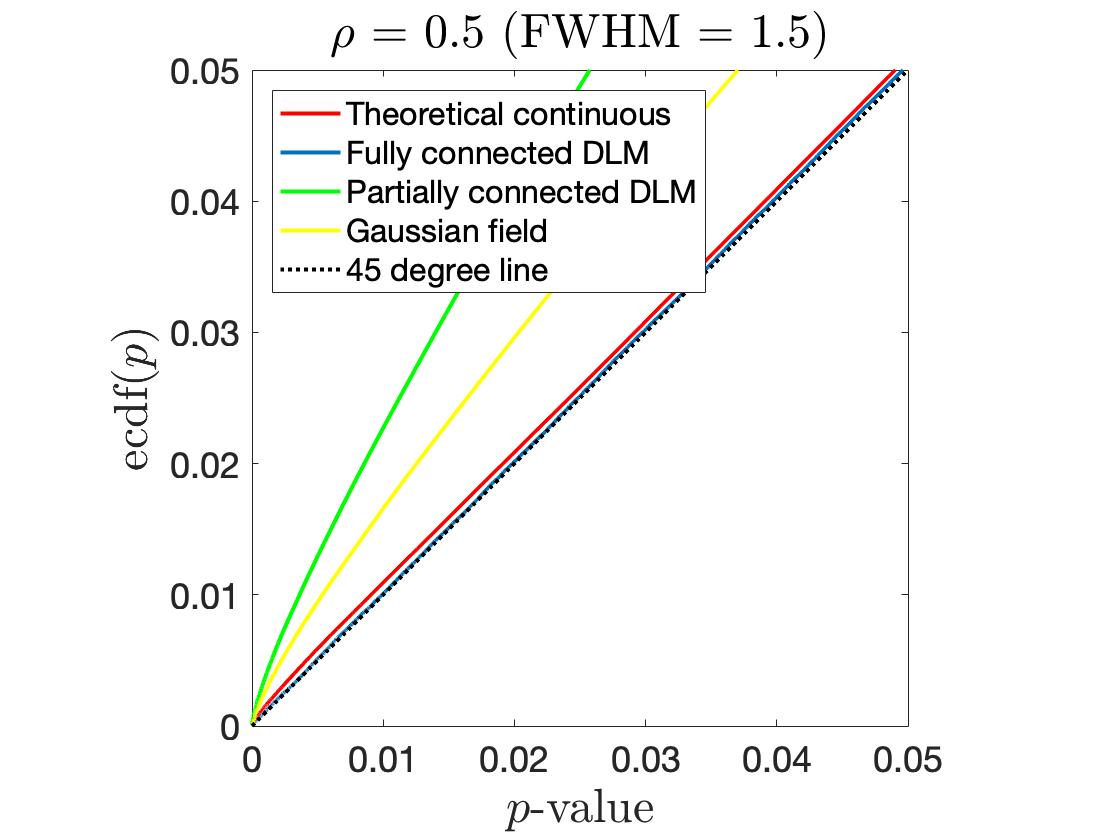 ρ = 0.5 (FWHM = 1.5)
0.05
0.04
0.03
0.02
0.01
0
ecdf(p)
Theoretical continuous
Fully connected DLM
Partially connected DLM
Gaussian field
45 degree line
0 0.01 0.02 0.03 0.04 0.05
p-value